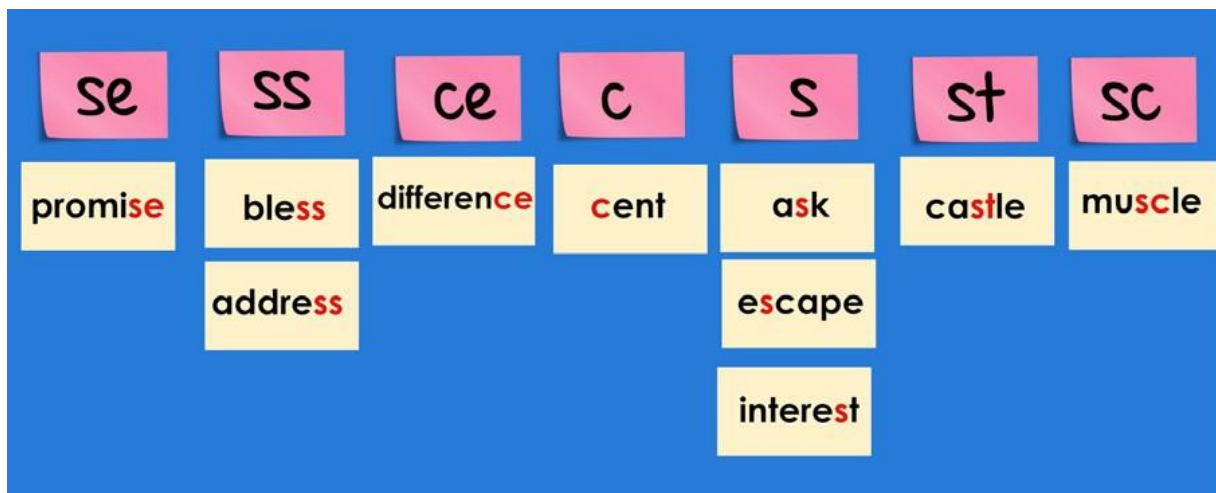 se ss ce c s st sc
promise bless difference cent ask castle muscle
address escape
interest